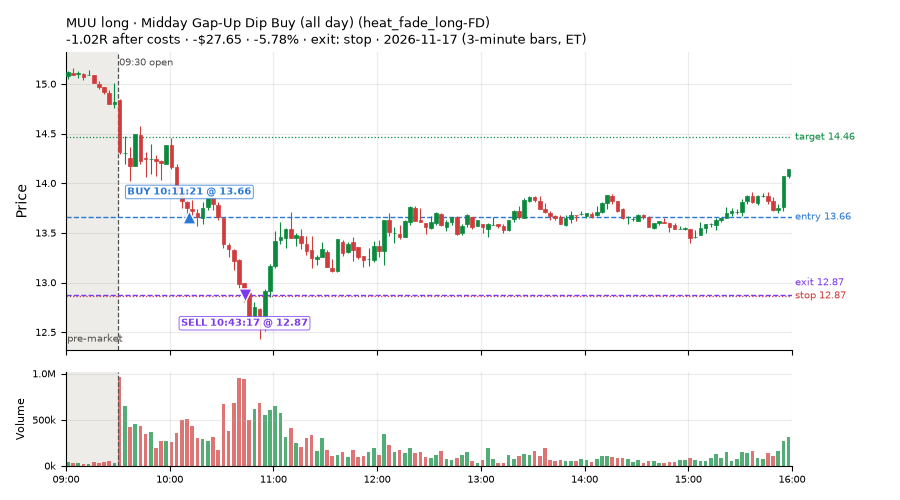 MUU long · Midday Gap-Up Dip Buy (all day) (heat_fade_long-FD)
-1.02R after costs · -$27.65 · -5.78% · exit: stop · 2026-11-17 (3-minute bars, ET)
09:30 open
15.0
14.5
target 14.46
14.0
BUY 10:11:21 @ 13.66
entry 13.66
13.5
13.0
exit 12.87
stop 12.87
SELL 10:43:17 @ 12.87
12.5
pre-market
Price
1.0M
500k
0k
Volume
09:00
10:00
11:00
12:00
13:00
14:00
15:00
16:00